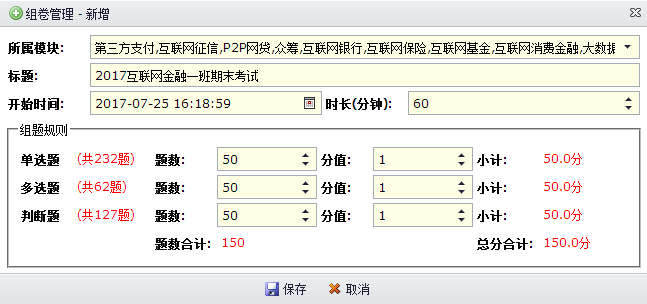 组卷管理 - 新增
所属模块: 第三方支付,互联网征信,P2P网贷,众筹,互联网银行,互联网保险,互联网基金,互联网消费金融,大数据
标题: 2017互联网金融一班期末考试
开始时间: 2017-07-25 16:18:59 时长(分钟): 60
组题规则
单选题 (共232题) 题数: 50 分值: 1 小计: 50.0分
多选题 (共62题) 题数: 50 分值: 1 小计: 50.0分
判断题 (共127题) 题数: 50 分值: 1 小计: 50.0分
题数合计: 150 总分合计: 150.0分
保存 取消